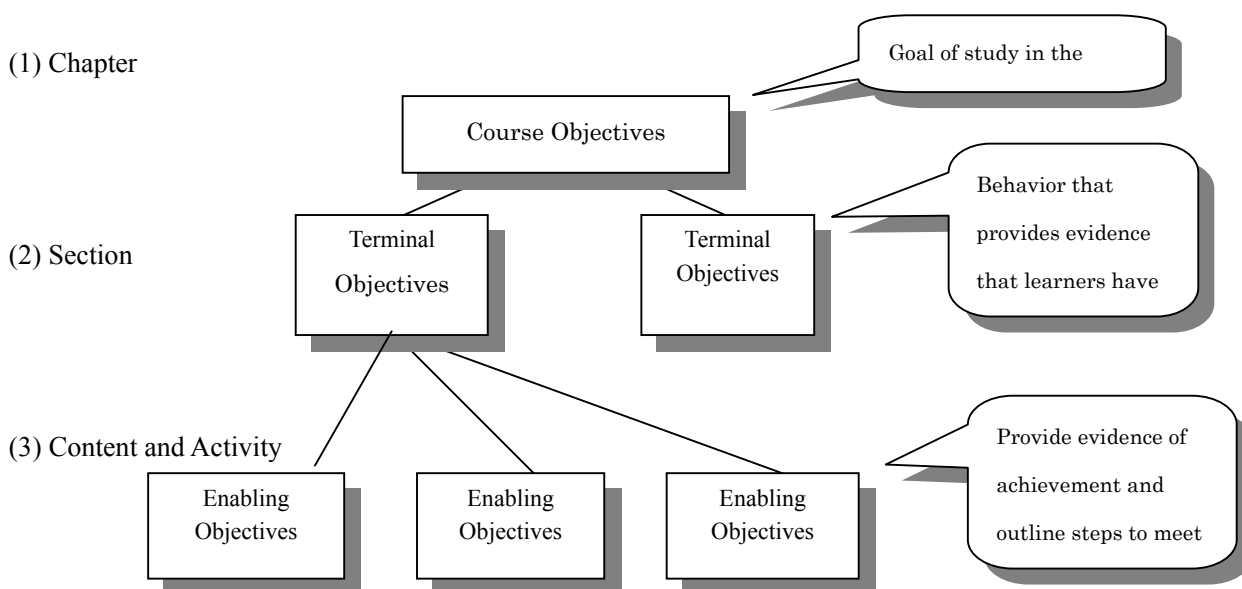 (1) Chapter
Goal of study in the
Course Objectives
(2) Section
Terminal
Objectives
Terminal
Objectives
Behavior that
provides evidence
that learners have
(3) Content and Activity
Enabling
Objectives
Enabling
Objectives
Enabling
Objectives
Provide evidence of
achievement and
outline steps to meet